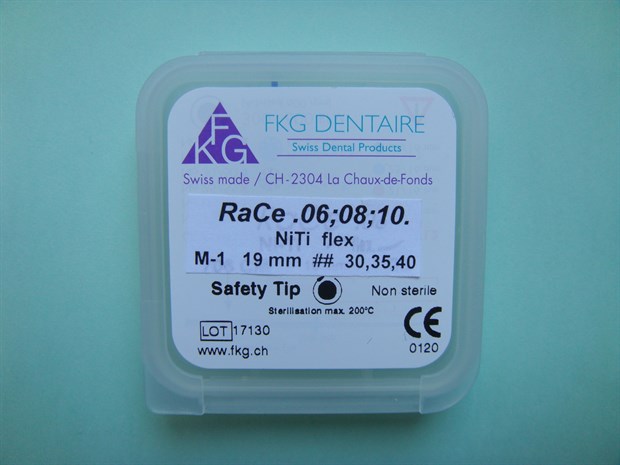 FKG
FKG DENTAIRE
Swiss Dental Products
Swiss made / CH-2304 La Chaux-de-Fonds
RaCe .06;08;10.
NiTi flex
M-1 19 mm ## 30,35,40
Safety Tip Non sterile
Sterilisation max. 200°C
LOT 17130
CE
www.fkg.ch
0120